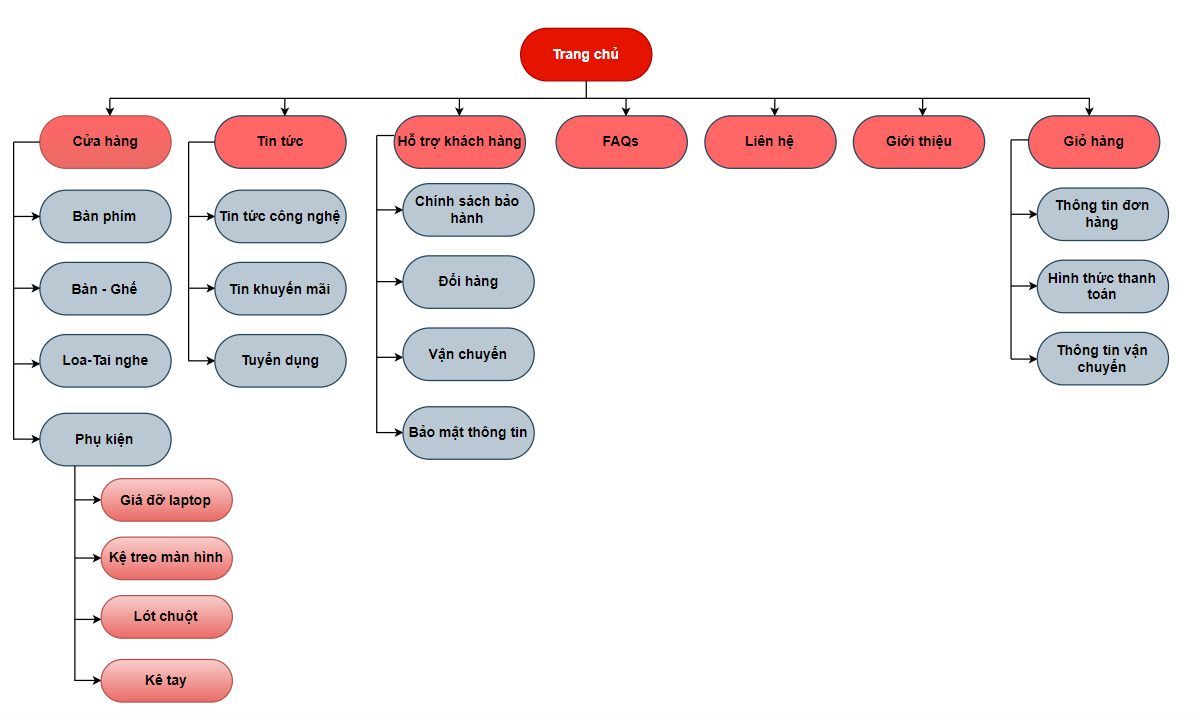 Trang chủ
Cửa hàng
Tin tức
Hỗ trợ khách hàng
FAQs
Liên hệ
Giới thiệu
Giỏ hàng
Bàn phím
Bàn - Ghế
Loa-Tai nghe
Phụ kiện
Giá đỡ laptop
Kệ treo màn hình
Lót chuột
Kê tay
Tin tức công nghệ
Tin khuyến mãi
Tuyển dụng
Chính sách bảo
hành
Đổi hàng
Vận chuyển
Bảo mật thông tin
Thông tin đơn
hàng
Hình thức thanh
toán
Thông tin vận
chuyển